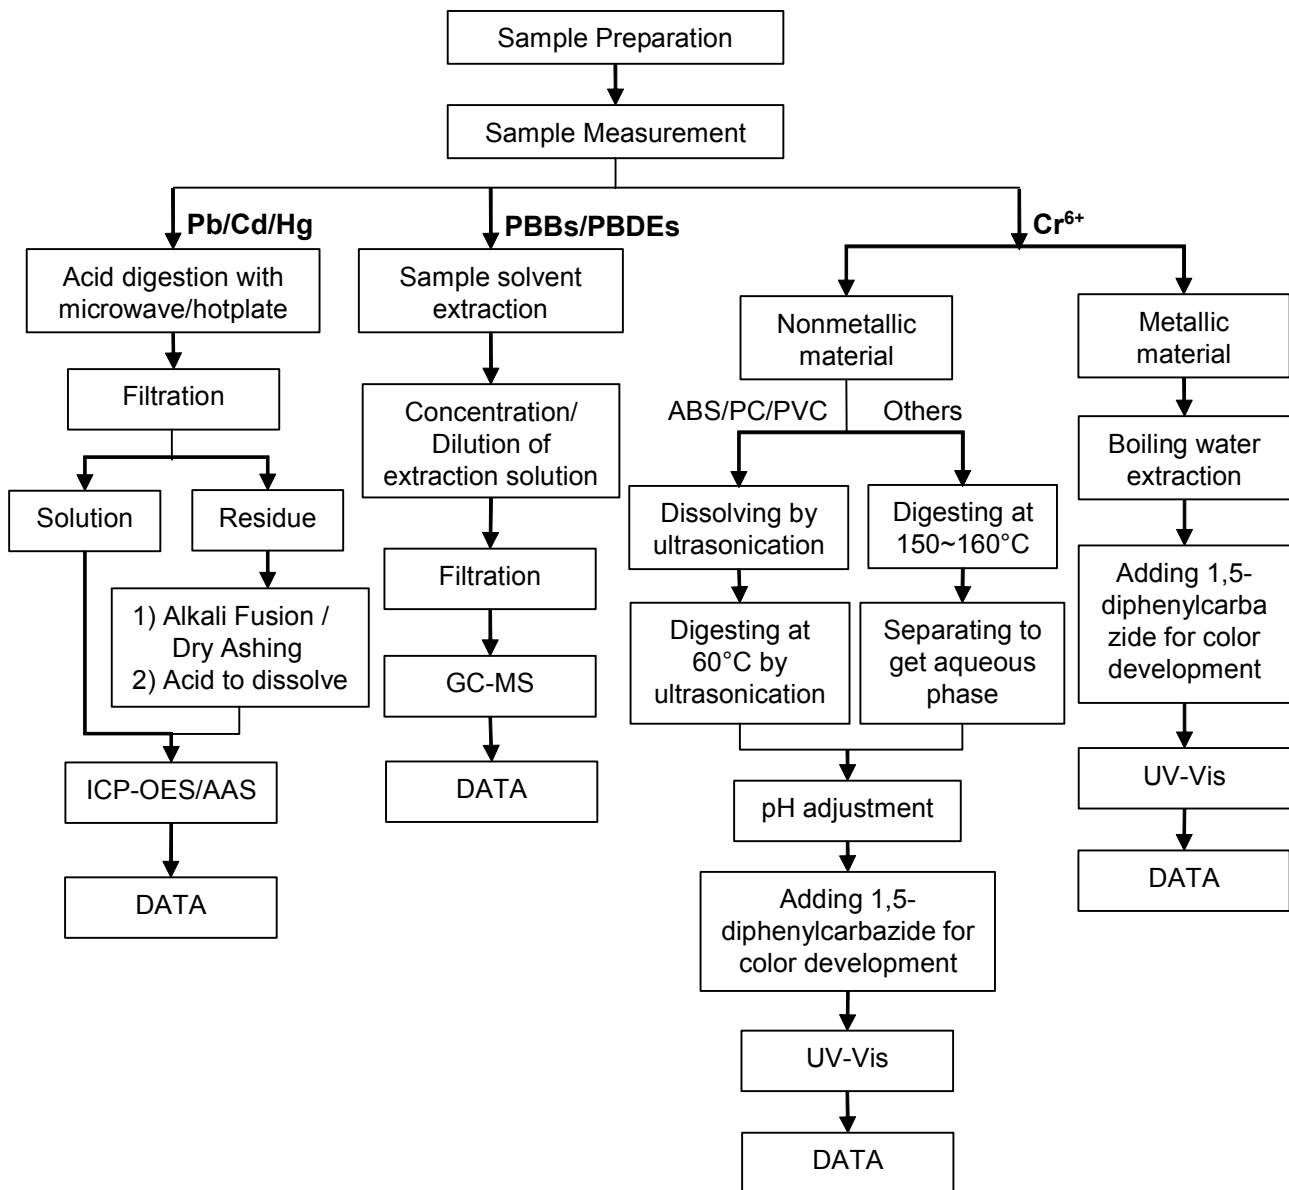 Sample Preparation
Sample Measurement
Pb/Cd/Hg
Acid digestion with
microwave/hotplate
Filtration
Solution
Residue
1) Alkali Fusion /
Dry Ashing
2) Acid to dissolve
ICP-OES/AAS
DATA
PBBs/PBDEs
Sample solvent
extraction
Concentration/
Dilution of
extraction solution
Filtration
GC-MS
DATA
Cr⁶⁺
Nonmetallic
material
ABS/PC/PVC
Others
Dissolving by
ultrasonication
Digesting at
60°C by
ultrasonication
Digesting at
150~160°C
Separating to
get aqueous
phase
pH adjustment
Adding 1,5-
diphenylcarbazide for
color development
UV-Vis
DATA
Metallic
material
Boiling water
extraction
Adding 1,5-
diphenylcarba
zide for color
development
UV-Vis
DATA